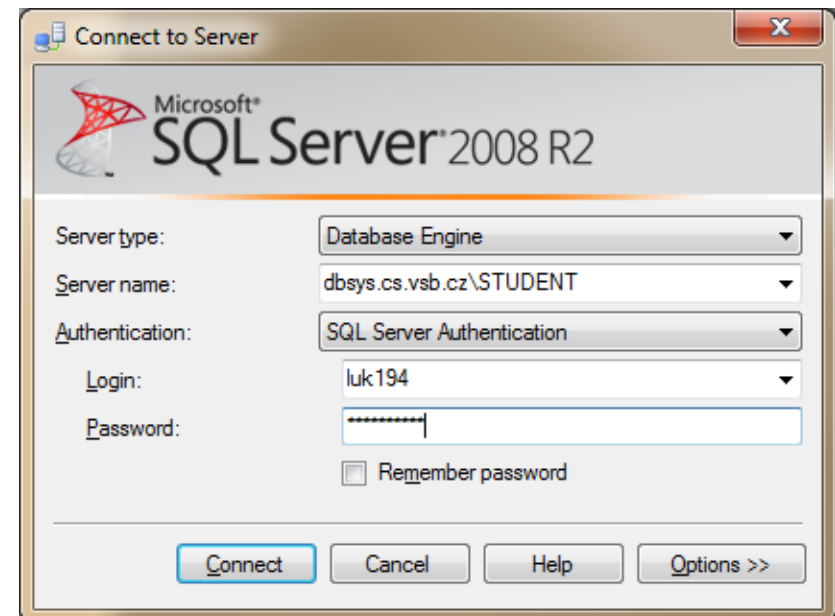 Connect to Server
Microsoft®
SQL Server® 2008 R2
Server type: Database Engine
Server name: dbsys.cs.vsb.cz\STUDENT
Authentication: SQL Server Authentication
Login: luk194
Password: **********
Remember password
Connect Cancel Help Options >>